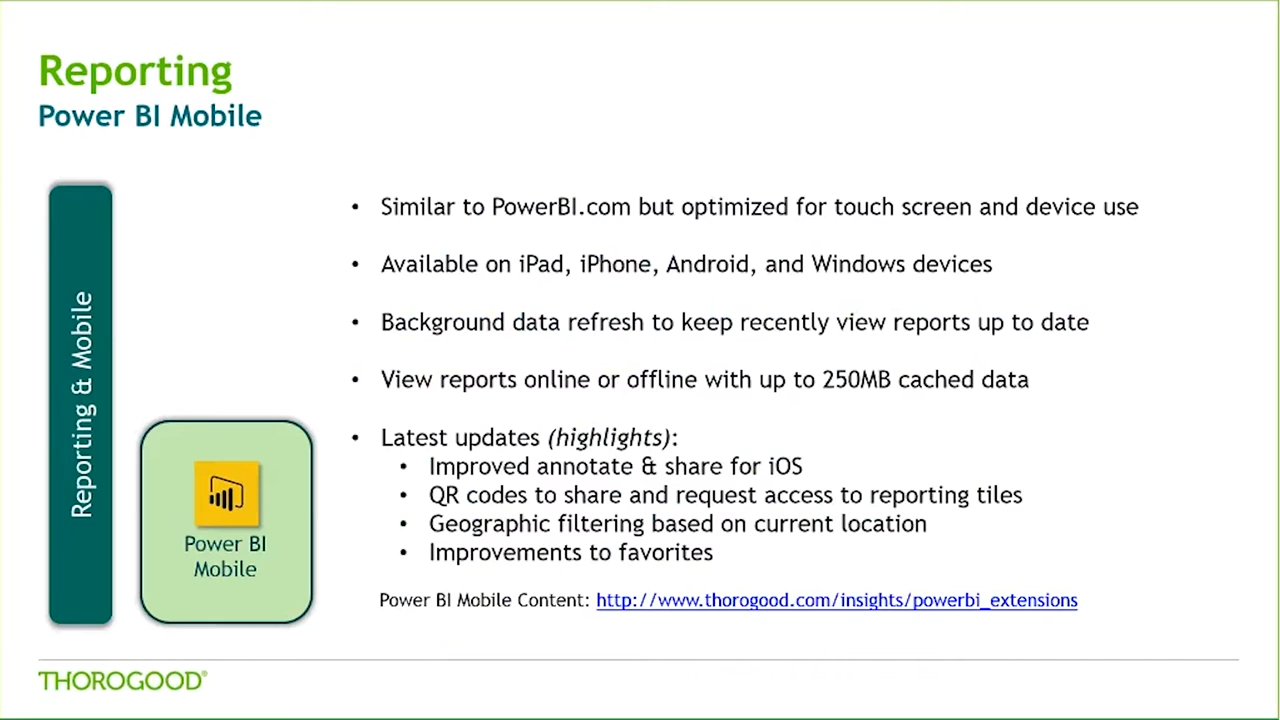 Reporting
Power BI Mobile
Reporting & Mobile
Power BI
Mobile
• Similar to PowerBI.com but optimized for touch screen and device use
• Available on iPad, iPhone, Android, and Windows devices
• Background data refresh to keep recently view reports up to date
• View reports online or offline with up to 250MB cached data
• Latest updates (highlights):
• Improved annotate & share for iOS
• QR codes to share and request access to reporting tiles
• Geographic filtering based on current location
• Improvements to favorites
Power BI Mobile Content: http://www.thorogood.com/insights/powerbi_extensions
THOROGOOD®